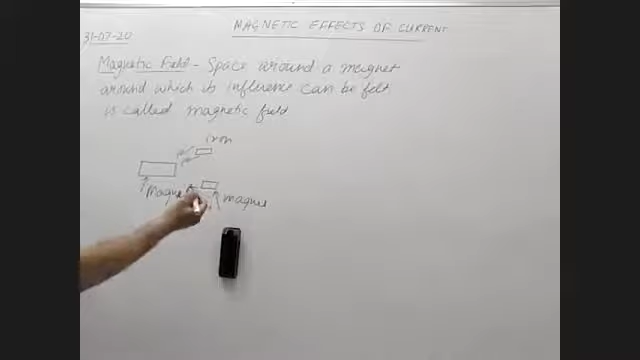 MAGNETIC EFFECTS OF CURRENT
31-07-20
Magnetic Field - Space around a magnet
around which its influence can be felt
is called magnetic field
iron
Magne
magnet